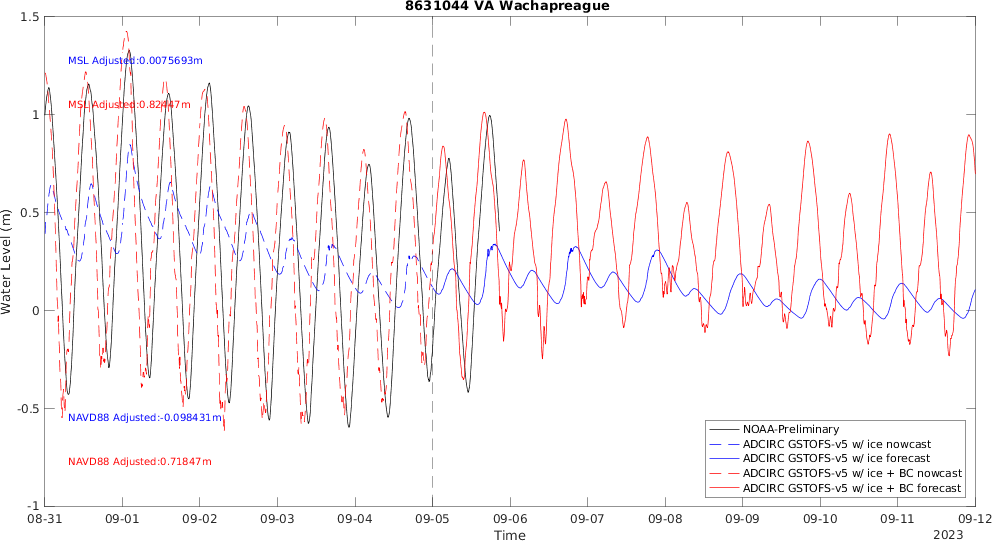 8631044 VA Wachapreague
1.5
1
0.5
0
-0.5
-1
Water Level (m)
MSL Adjusted:0.0075693m
MSL Adjusted:0.82447m
NAVD88 Adjusted:-0.098431m
NAVD88 Adjusted:0.71847m
NOAA-Preliminary
ADCIRC GSTOFS-v5 w/ ice nowcast
ADCIRC GSTOFS-v5 w/ ice forecast
ADCIRC GSTOFS-v5 w/ ice + BC nowcast
ADCIRC GSTOFS-v5 w/ ice + BC forecast
08-31 09-01 09-02 09-03 09-04 09-05 09-06 09-07 09-08 09-09 09-10 09-11 09-12
Time
2023